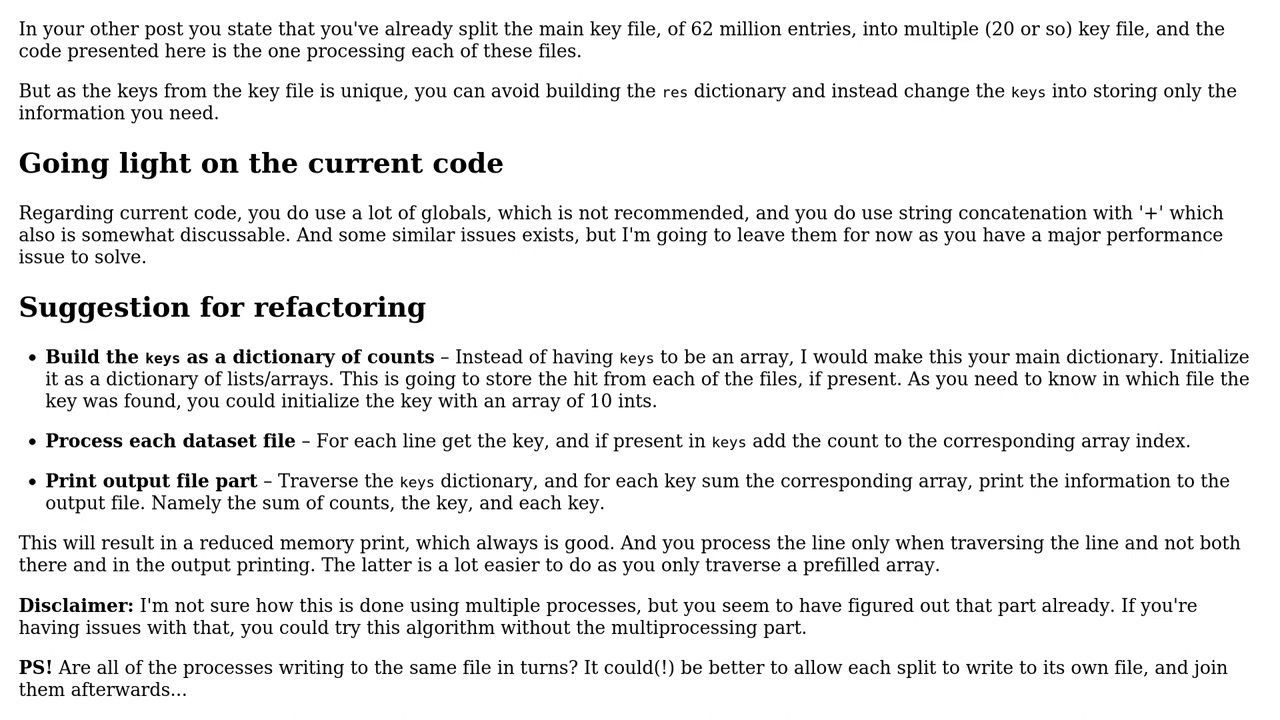 In your other post you state that you've already split the main key file, of 62 million entries, into multiple (20 or so) key file, and the
code presented here is the one processing each of these files.
But as the keys from the key file is unique, you can avoid building the res dictionary and instead change the keys into storing only the
information you need.
Going light on the current code
Regarding current code, you do use a lot of globals, which is not recommended, and you do use string concatenation with '+' which
also is somewhat discussable. And some similar issues exists, but I'm going to leave them for now as you have a major performance
issue to solve.
Suggestion for refactoring
• Build the keys as a dictionary of counts – Instead of having keys to be an array, I would make this your main dictionary. Initialize
it as a dictionary of lists/arrays. This is going to store the hit from each of the files, if present. As you need to know in which file the
key was found, you could initialize the key with an array of 10 ints.
• Process each dataset file – For each line get the key, and if present in keys add the count to the corresponding array index.
• Print output file part – Traverse the keys dictionary, and for each key sum the corresponding array, print the information to the
output file. Namely the sum of counts, the key, and each key.
This will result in a reduced memory print, which always is good. And you process the line only when traversing the line and not both
there and in the output printing. The latter is a lot easier to do as you only traverse a prefilled array.
Disclaimer: I'm not sure how this is done using multiple processes, but you seem to have figured out that part already. If you're
having issues with that, you could try this algorithm without the multiprocessing part.
PS! Are all of the processes writing to the same file in turns? It could(!) be better to allow each split to write to its own file, and join
them afterwards...